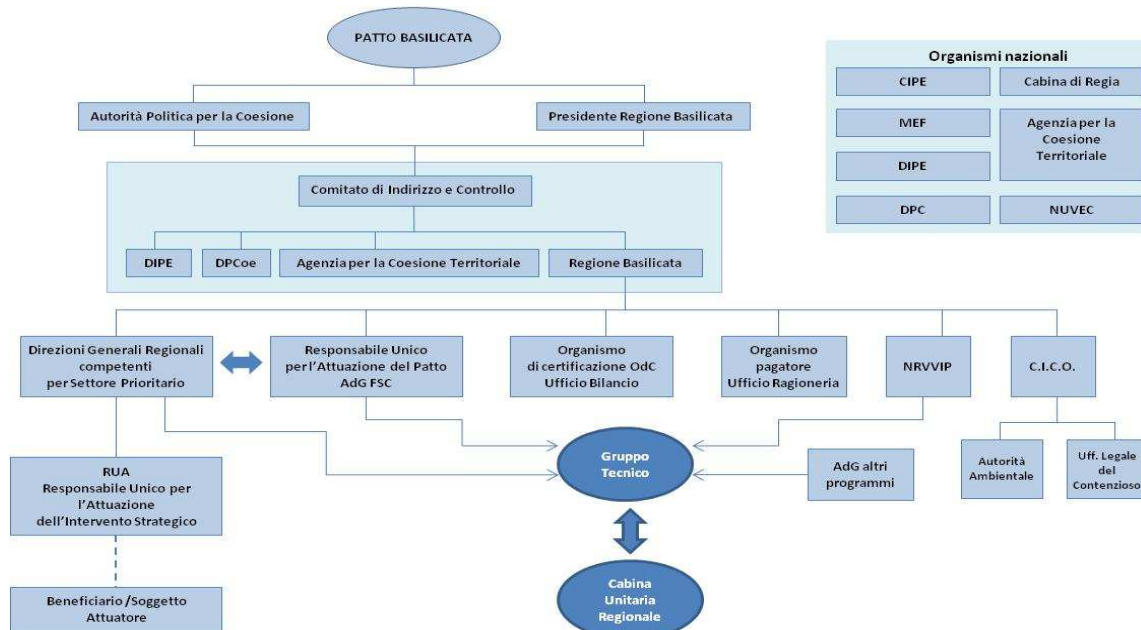 PATTO BASILICATA
Organismi nazionali
CIPE
Cabina di Regia
MEF
Agenzia per la
Coesione
Territoriale
DIPE
DPC
NUVEC
Autorità Politica per la Coesione
Presidente Regione Basilicata
Comitato di Indirizzo e Controllo
DIPE
DPCoe
Agenzia per la Coesione Territoriale
Regione Basilicata
Direzioni Generali Regionali
competenti
per Settore Prioritario
Responsabile Unico
per l'Attuazione del Patto
AdG FSC
Organismo
di certificazione OdC
Ufficio Bilancio
Organismo
pagatore
Ufficio Ragioneria
NRVVIP
C.I.C.O.
Gruppo
Tecnico
AdG altri
programmi
Autorità
Ambientale
Uff. Legale
del
Contenzioso
RUA
Responsabile Unico per
l'Attuazione
dell'Intervento Strategico
Cabina
Unitaria
Regionale
Beneficiario /Soggetto
Attuatore